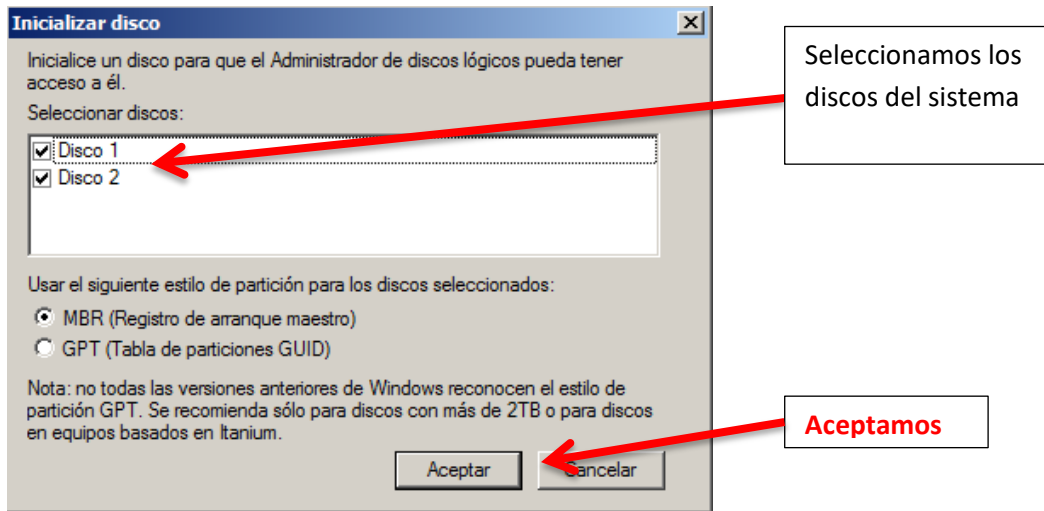 Inicializar disco
Inicialice un disco para que el Administrador de discos lógicos pueda tener
acceso a él.
Seleccionar discos:
Disco 1
Disco 2
Usar el siguiente estilo de partición para los discos seleccionados:
MBR (Registro de arranque maestro)
GPT (Tabla de particiones GUID)
Nota: no todas las versiones anteriores de Windows reconocen el estilo de
partición GPT. Se recomienda sólo para discos con más de 2TB o para discos
en equipos basados en Itanium.
Aceptar
Cancelar
Seleccionamos los
discos del sistema
Aceptamos